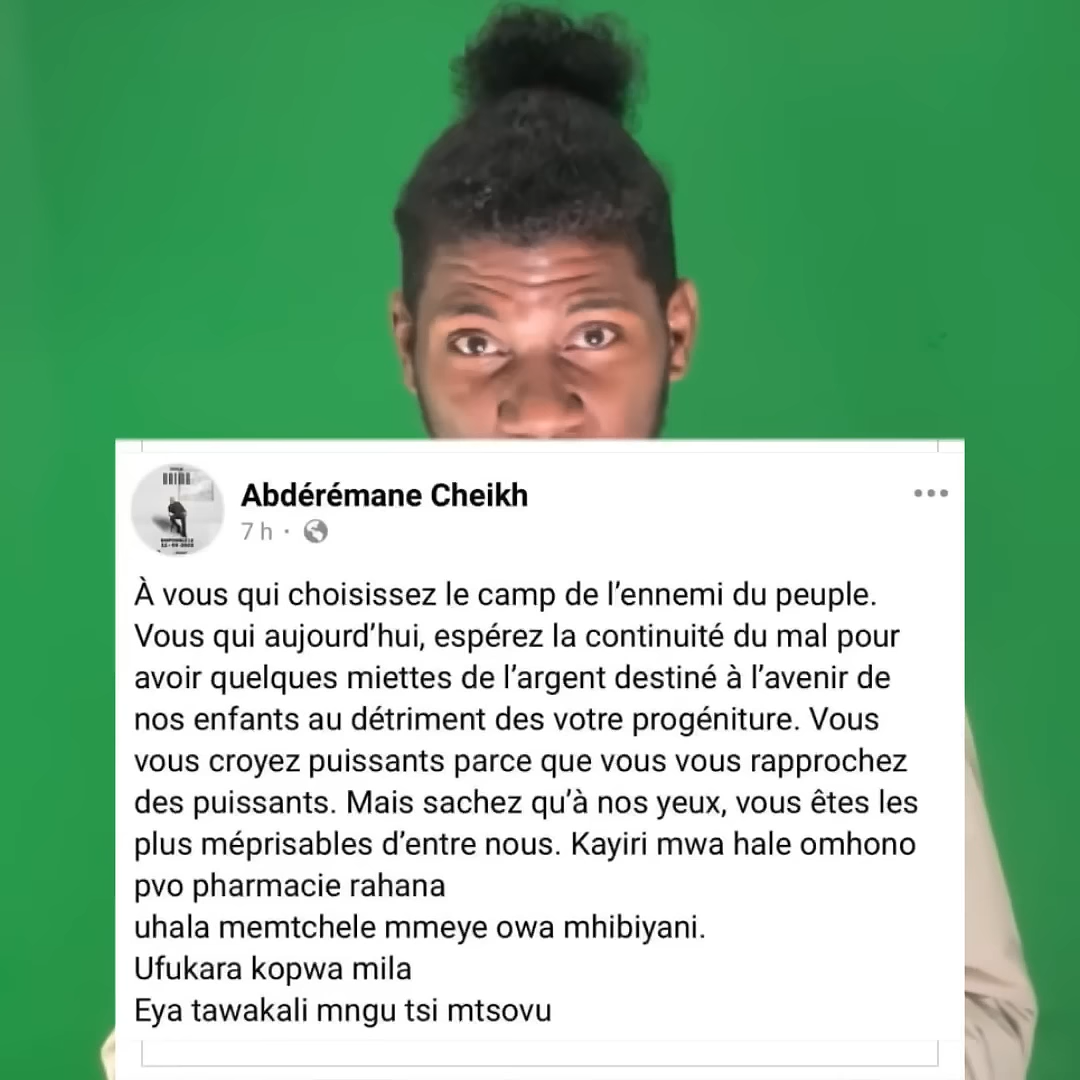 Abdérémane Cheikh
7 h ·
À vous qui choisissez le camp de l’ennemi du peuple.
Vous qui aujourd’hui, espérez la continuité du mal pour
avoir quelques miettes de l’argent destiné à l’avenir de
nos enfants au détriment des votre progéniture. Vous
vous croyez puissants parce que vous vous rapprochez
des puissants. Mais sachez qu’à nos yeux, vous êtes les
plus méprisables d’entre nous. Kayiri mwa hale omhono
pvo pharmacie rahana
uhala memtchele mmeye owa mhibiyani.
Ufukara kopwa mila
Eya tawakali mngu tsi mtsovu